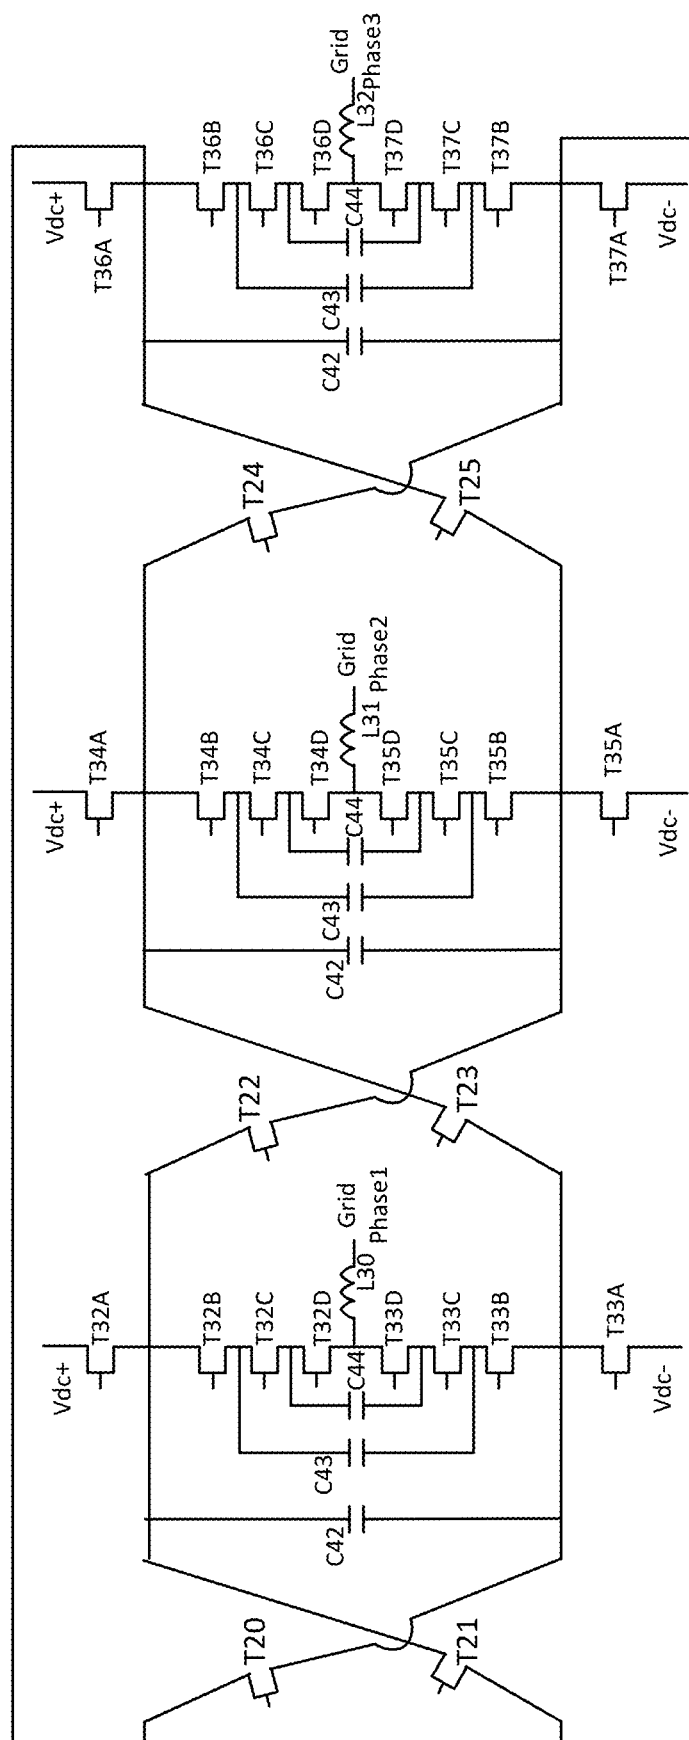 Vdc+
T36A
T36B
T36C
T36D
T37D
T37C
T37B
T37A
Vdc-
C44
C43
C42
L32
Grid
Phase3
T24
T25
Vdc+
T34A
T34B
T34C
T34D
T35D
T35C
T35B
T35A
Vdc-
C44
C43
C42
L31
Grid
Phase2
T22
T23
Vdc+
T32A
T32B
T32C
T32D
T33D
T33C
T33B
T33A
Vdc-
C44
C43
C42
L30
Grid
Phase1
T20
T21